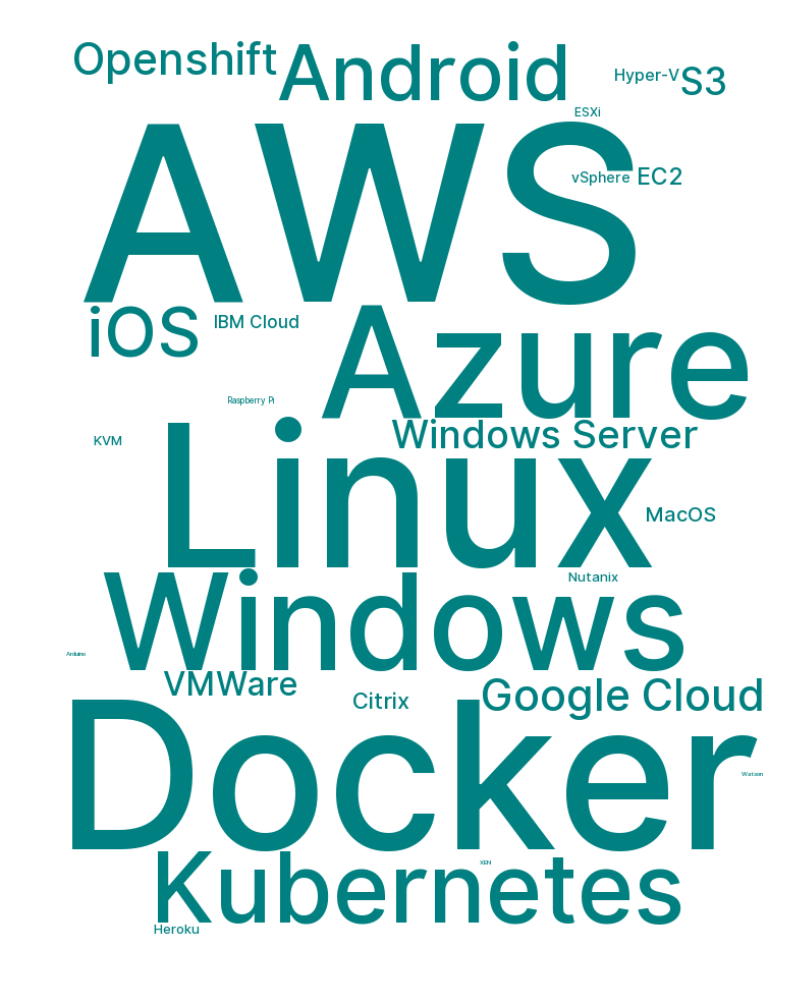 Openshift
Android
Hyper-V
S3
ESXi
AWS
vSphere
EC2
iOS
IBM Cloud
Azure
Raspberry Pi
Windows Server
KVM
Linux
MacOS
Nutanix
Windows
Arduino
VMWare
Citrix
Google Cloud
Docker
Watson
Kubernetes
XEN
Heroku